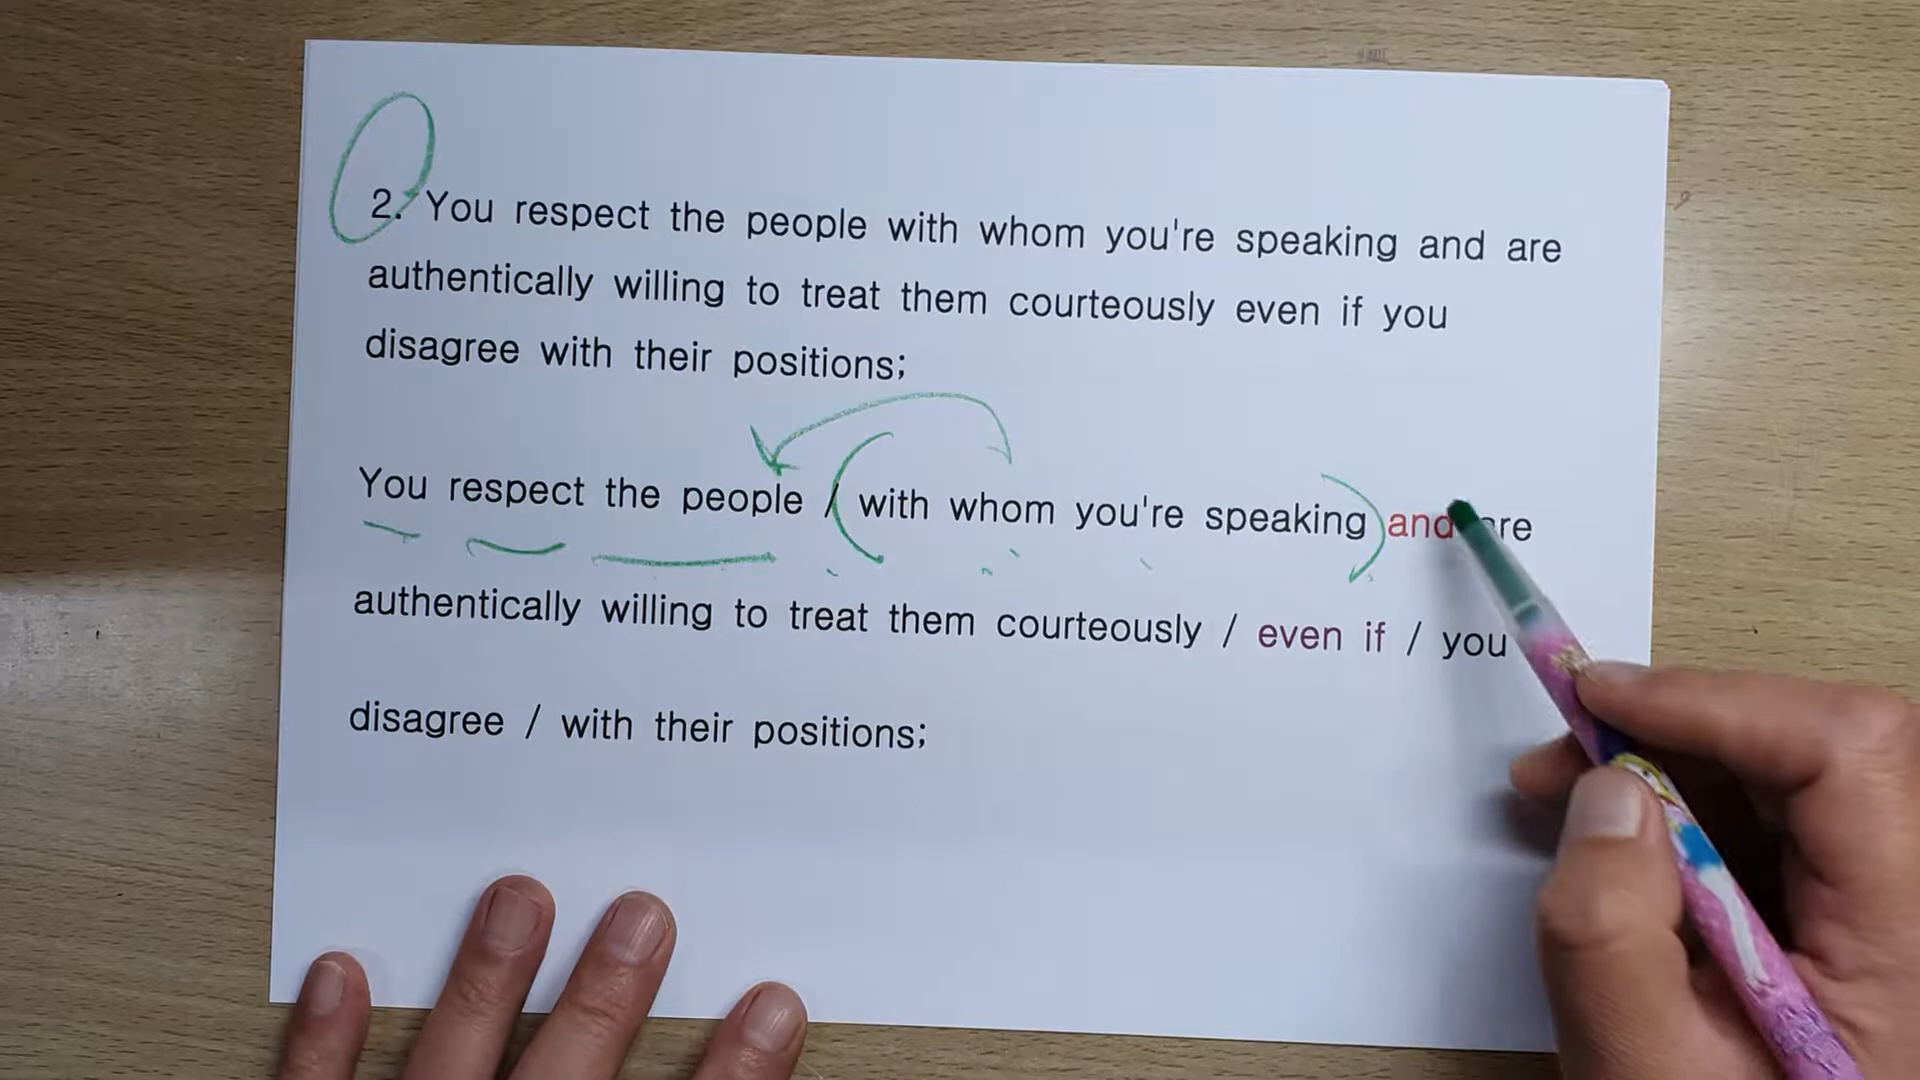 2. You respect the people with whom you're speaking and are
authentically willing to treat them courteously even if you
disagree with their positions;
You respect the people / with whom you're speaking and are
authentically willing to treat them courteously / even if / you
disagree / with their positions;